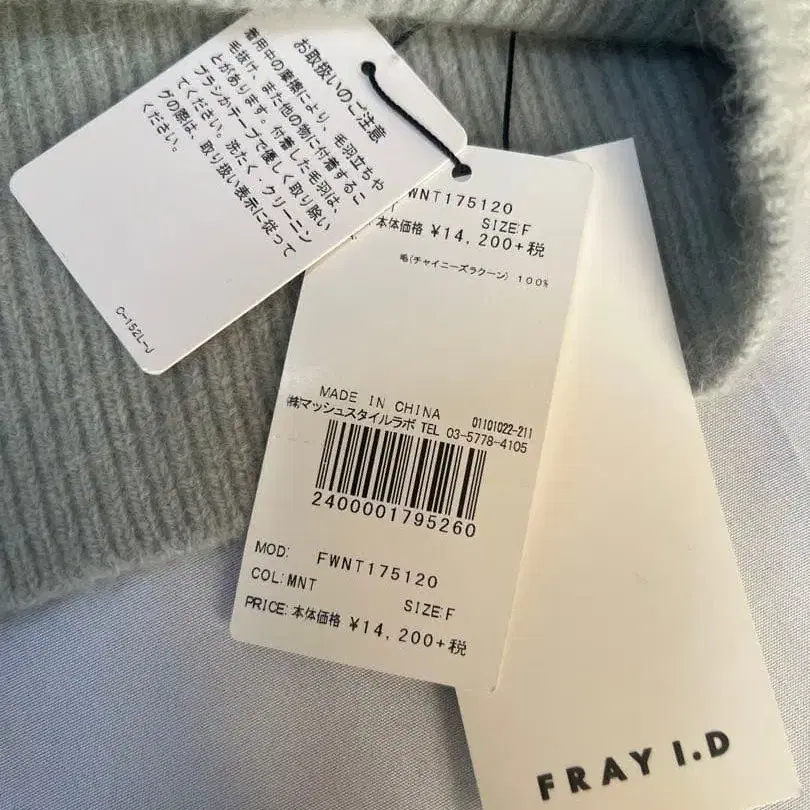 お取扱いのご注意
着用中の摩擦により、毛羽立ちや
毛抜け、また他の物に付着するこ
とがあります。付着した毛羽は、
ブラシかテープで優しく取り除い
てください。洗たく・クリーニン
グの際は、取り扱い表示に従って
ください。
C-152L-J
FWNT175120
SIZE:F
本体価格 ¥14,200+税
毛(チャイニーズラクーン) 100%
MADE IN CHINA
01101022-211
㈱マッシュスタイルラボ TEL 03-5778-4105
2400001795260
MOD: FWNT175120
COL:MNT
SIZE:F
PRICE:本体価格 ¥14,200+税
FRAY I.D